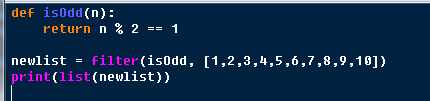 def isOdd(n):
    return n % 2 == 1
newlist = filter(isOdd, [1,2,3,4,5,6,7,8,9,10])
print(list(newlist))